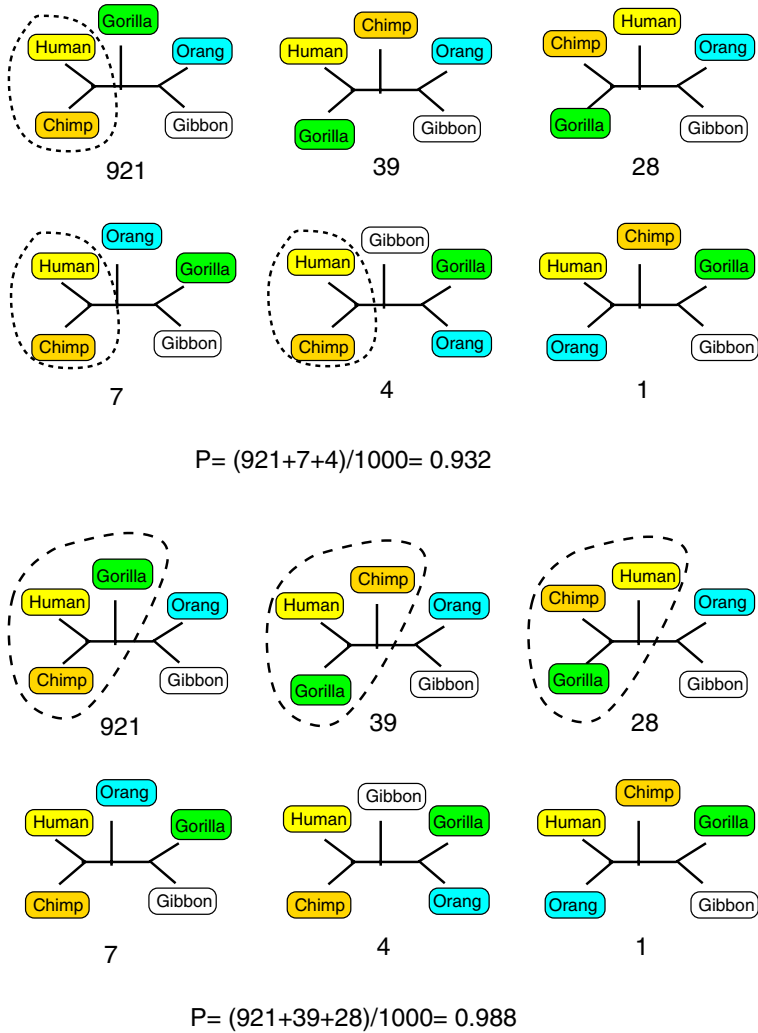 Gorilla
Human Orang
Chimp Gibbon
921
Chimp
Human Orang
Gorilla Gibbon
39
Human
Chimp Orang
Gorilla Gibbon
28
Orang
Human Gorilla
Chimp Gibbon
7
Gibbon
Human Gorilla
Chimp Orang
4
Chimp
Human Gorilla
Orang Gibbon
1
P= (921+7+4)/1000= 0.932
Gorilla
Human Orang
Chimp Gibbon
921
Chimp
Human Orang
Gorilla Gibbon
39
Human
Chimp Orang
Gorilla Gibbon
28
Orang
Human Gorilla
Chimp Gibbon
7
Gibbon
Human Gorilla
Chimp Orang
4
Chimp
Human Gorilla
Orang Gibbon
1
P= (921+39+28)/1000= 0.988